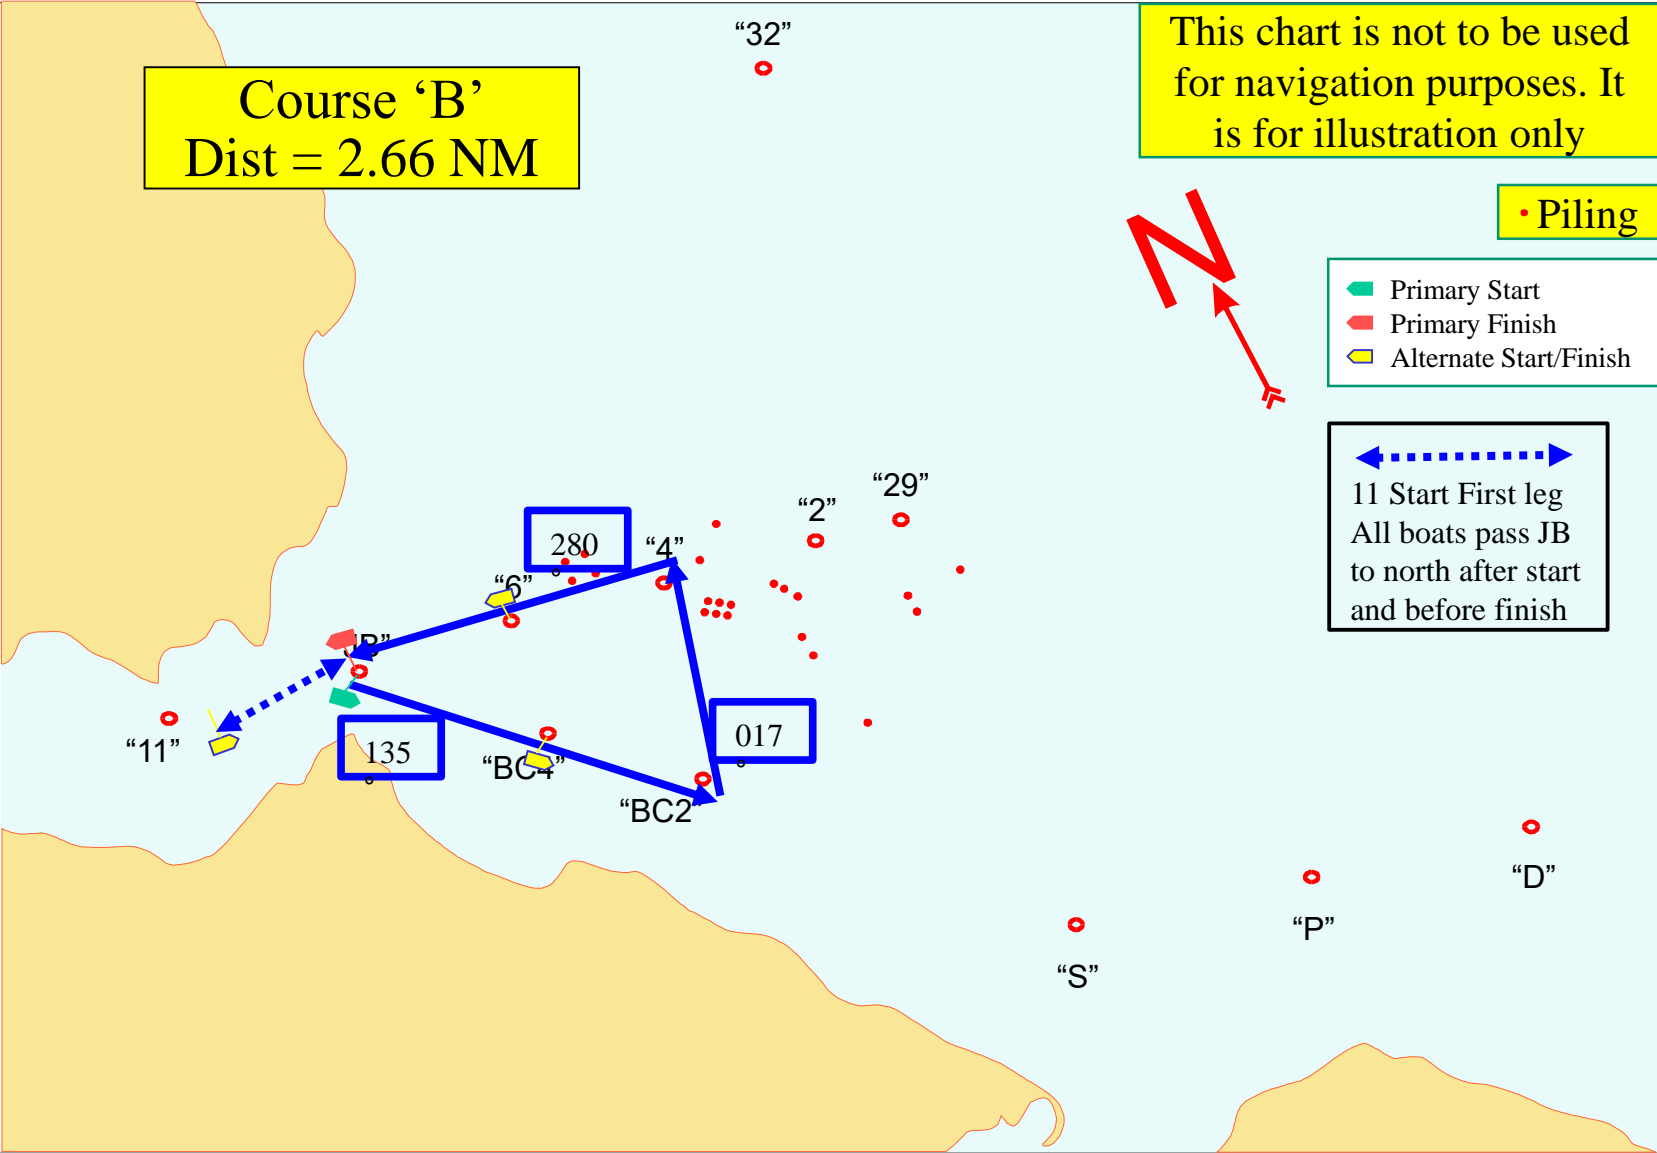 “32”
This chart is not to be used
for navigation purposes. It
is for illustration only
Course ‘B’
Dist = 2.66 NM
N
Piling
Primary Start
Primary Finish
Alternate Start/Finish
11 Start First leg
All boats pass JB
to north after start
and before finish
“29”
“2”
280°
“4”
“6”
JB”
017°
“11”
135°
“BC4”
“BC2”
“D”
“P”
“S”